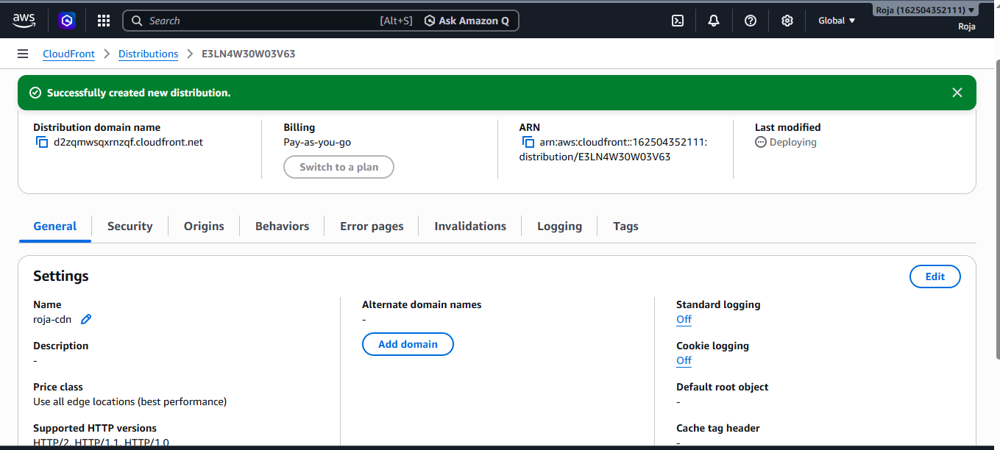 aws
Search [Alt+S] Ask Amazon Q
Global
Roja (162504352111)
Roja
CloudFront > Distributions > E3LN4W30W03V63
Successfully created new distribution.
Distribution domain name
d2zqmwsqxrnzqf.cloudfront.net
Billing
Pay-as-you-go
Switch to a plan
ARN
arn:aws:cloudfront::162504352111:
distribution/E3LN4W30W03V63
Last modified
Deploying
General Security Origins Behaviors Error pages Invalidations Logging Tags
Settings
Edit
Name
roja-cdn
Description
-
Price class
Use all edge locations (best performance)
Supported HTTP versions
HTTP/2, HTTP/1.1, HTTP/1.0
Alternate domain names
-
Add domain
Standard logging
Off
Cookie logging
Off
Default root object
-
Cache tag header
-